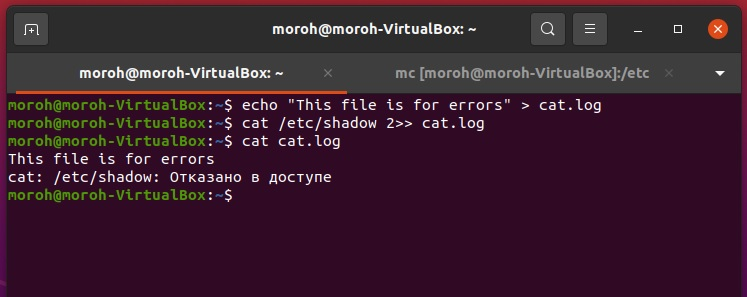 moroh@moroh-VirtualBox: ~
moroh@moroh-VirtualBox: ~
mc [moroh@moroh-VirtualBox]:/etc
moroh@moroh-VirtualBox:~$ echo "This file is for errors" > cat.log
moroh@moroh-VirtualBox:~$ cat /etc/shadow 2>> cat.log
moroh@moroh-VirtualBox:~$ cat cat.log
This file is for errors
cat: /etc/shadow: Отказано в доступе
moroh@moroh-VirtualBox:~$